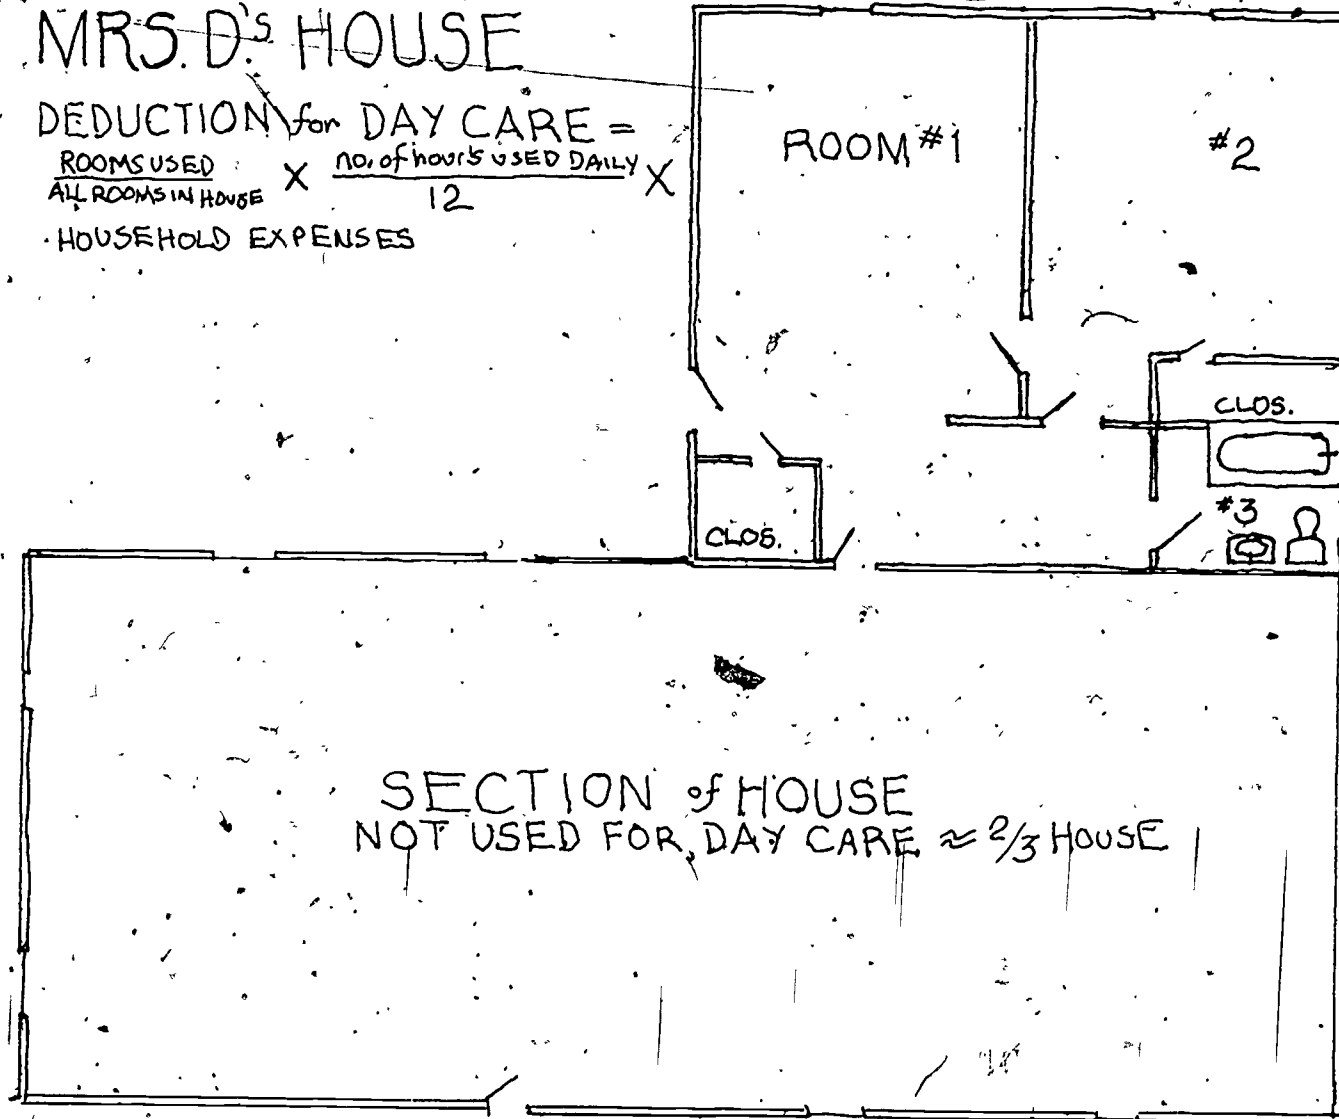 MRS. D.'s HOUSE
DEDUCTION for DAY CARE =
ROOMS USED
ALL ROOMS IN HOUSE
X
no. of hours USED DAILY
12
X
HOUSEHOLD EXPENSES
ROOM #1
#2
CLOS.
#3
CLOS.
SECTION of HOUSE
NOT USED FOR DAY CARE ≈ 2/3 HOUSE